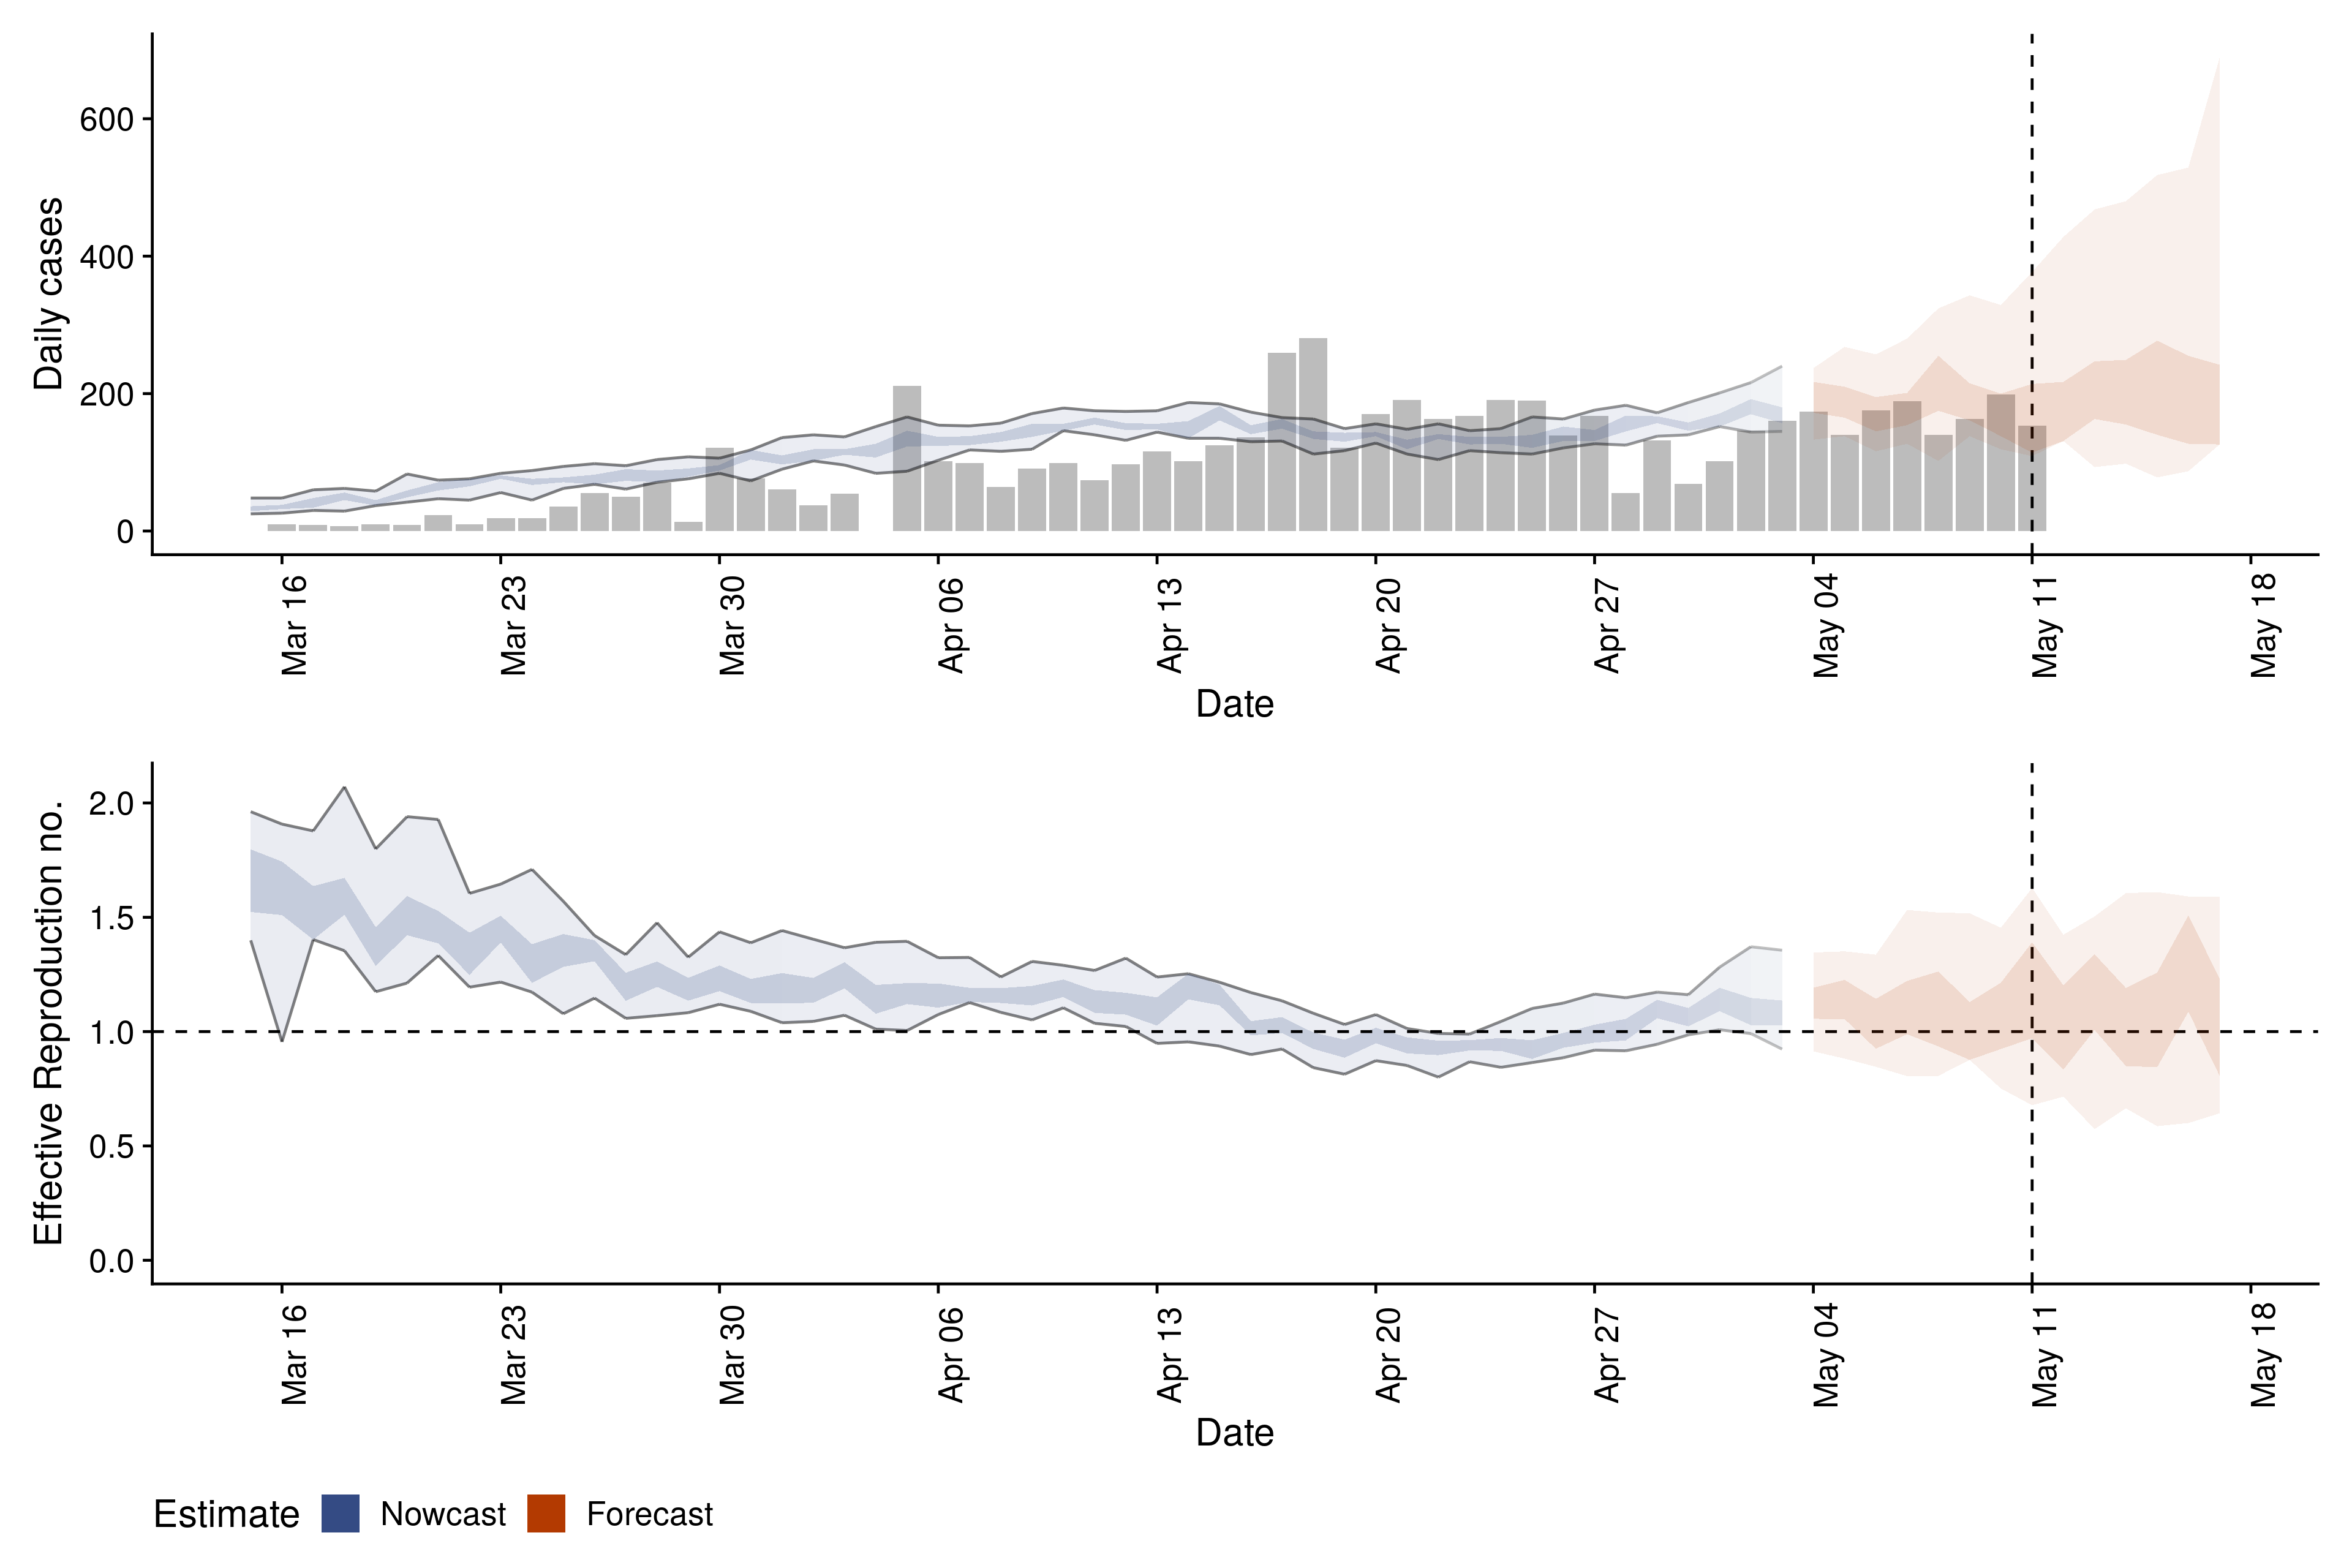 Daily cases
600
400
200
0
Mar 16
Mar 23
Mar 30
Apr 06
Apr 13
Apr 20
Apr 27
May 04
May 11
May 18
Date
Effective Reproduction no.
2.0
1.5
1.0
0.5
0.0
Mar 16
Mar 23
Mar 30
Apr 06
Apr 13
Apr 20
Apr 27
May 04
May 11
May 18
Date
Estimate Nowcast Forecast